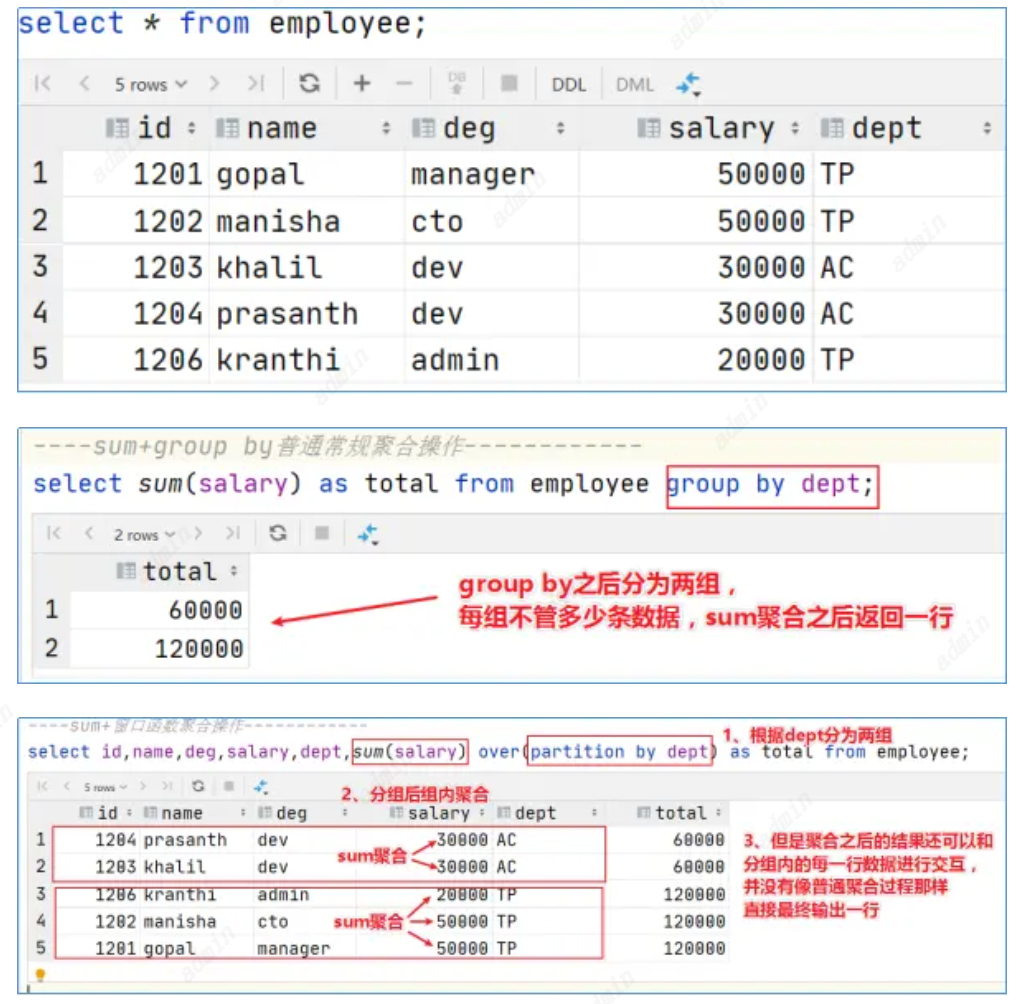 select * from employee;
5 rows DB DDL DML
id name deg salary dept
1 1201 gopal manager 50000 TP
2 1202 manisha cto 50000 TP
3 1203 khalil dev 30000 AC
4 1204 prasanth dev 30000 AC
5 1206 kranthi admin 20000 TP
----sum+group by普通常规聚合操作------------
select sum(salary) as total from employee group by dept;
2 rows
total
1 60000
2 120000
group by之后分为两组，
每组不管多少条数据，sum聚合之后返回一行
----sum+窗口函数聚合操作------------
1、根据dept分为两组
select id,name,deg,salary,dept,sum(salary) over(partition by dept) as total from employee;
5 rows
2、分组后组内聚合
id name deg salary dept total
1 1204 prasanth dev 30000 AC 60000
sum聚合
2 1203 khalil dev 30000 AC 60000
3 1206 kranthi admin 20000 TP 120000
4 1202 manisha cto sum聚合 50000 TP 120000
5 1201 gopal manager 50000 TP 120000
3、但是聚合之后的结果还可以和
分组内的每一行数据进行交互，
并没有像普通聚合过程那样
直接最终输出一行
admin
admin
admin
admin
admin
admin
admin
admin
admin
admin